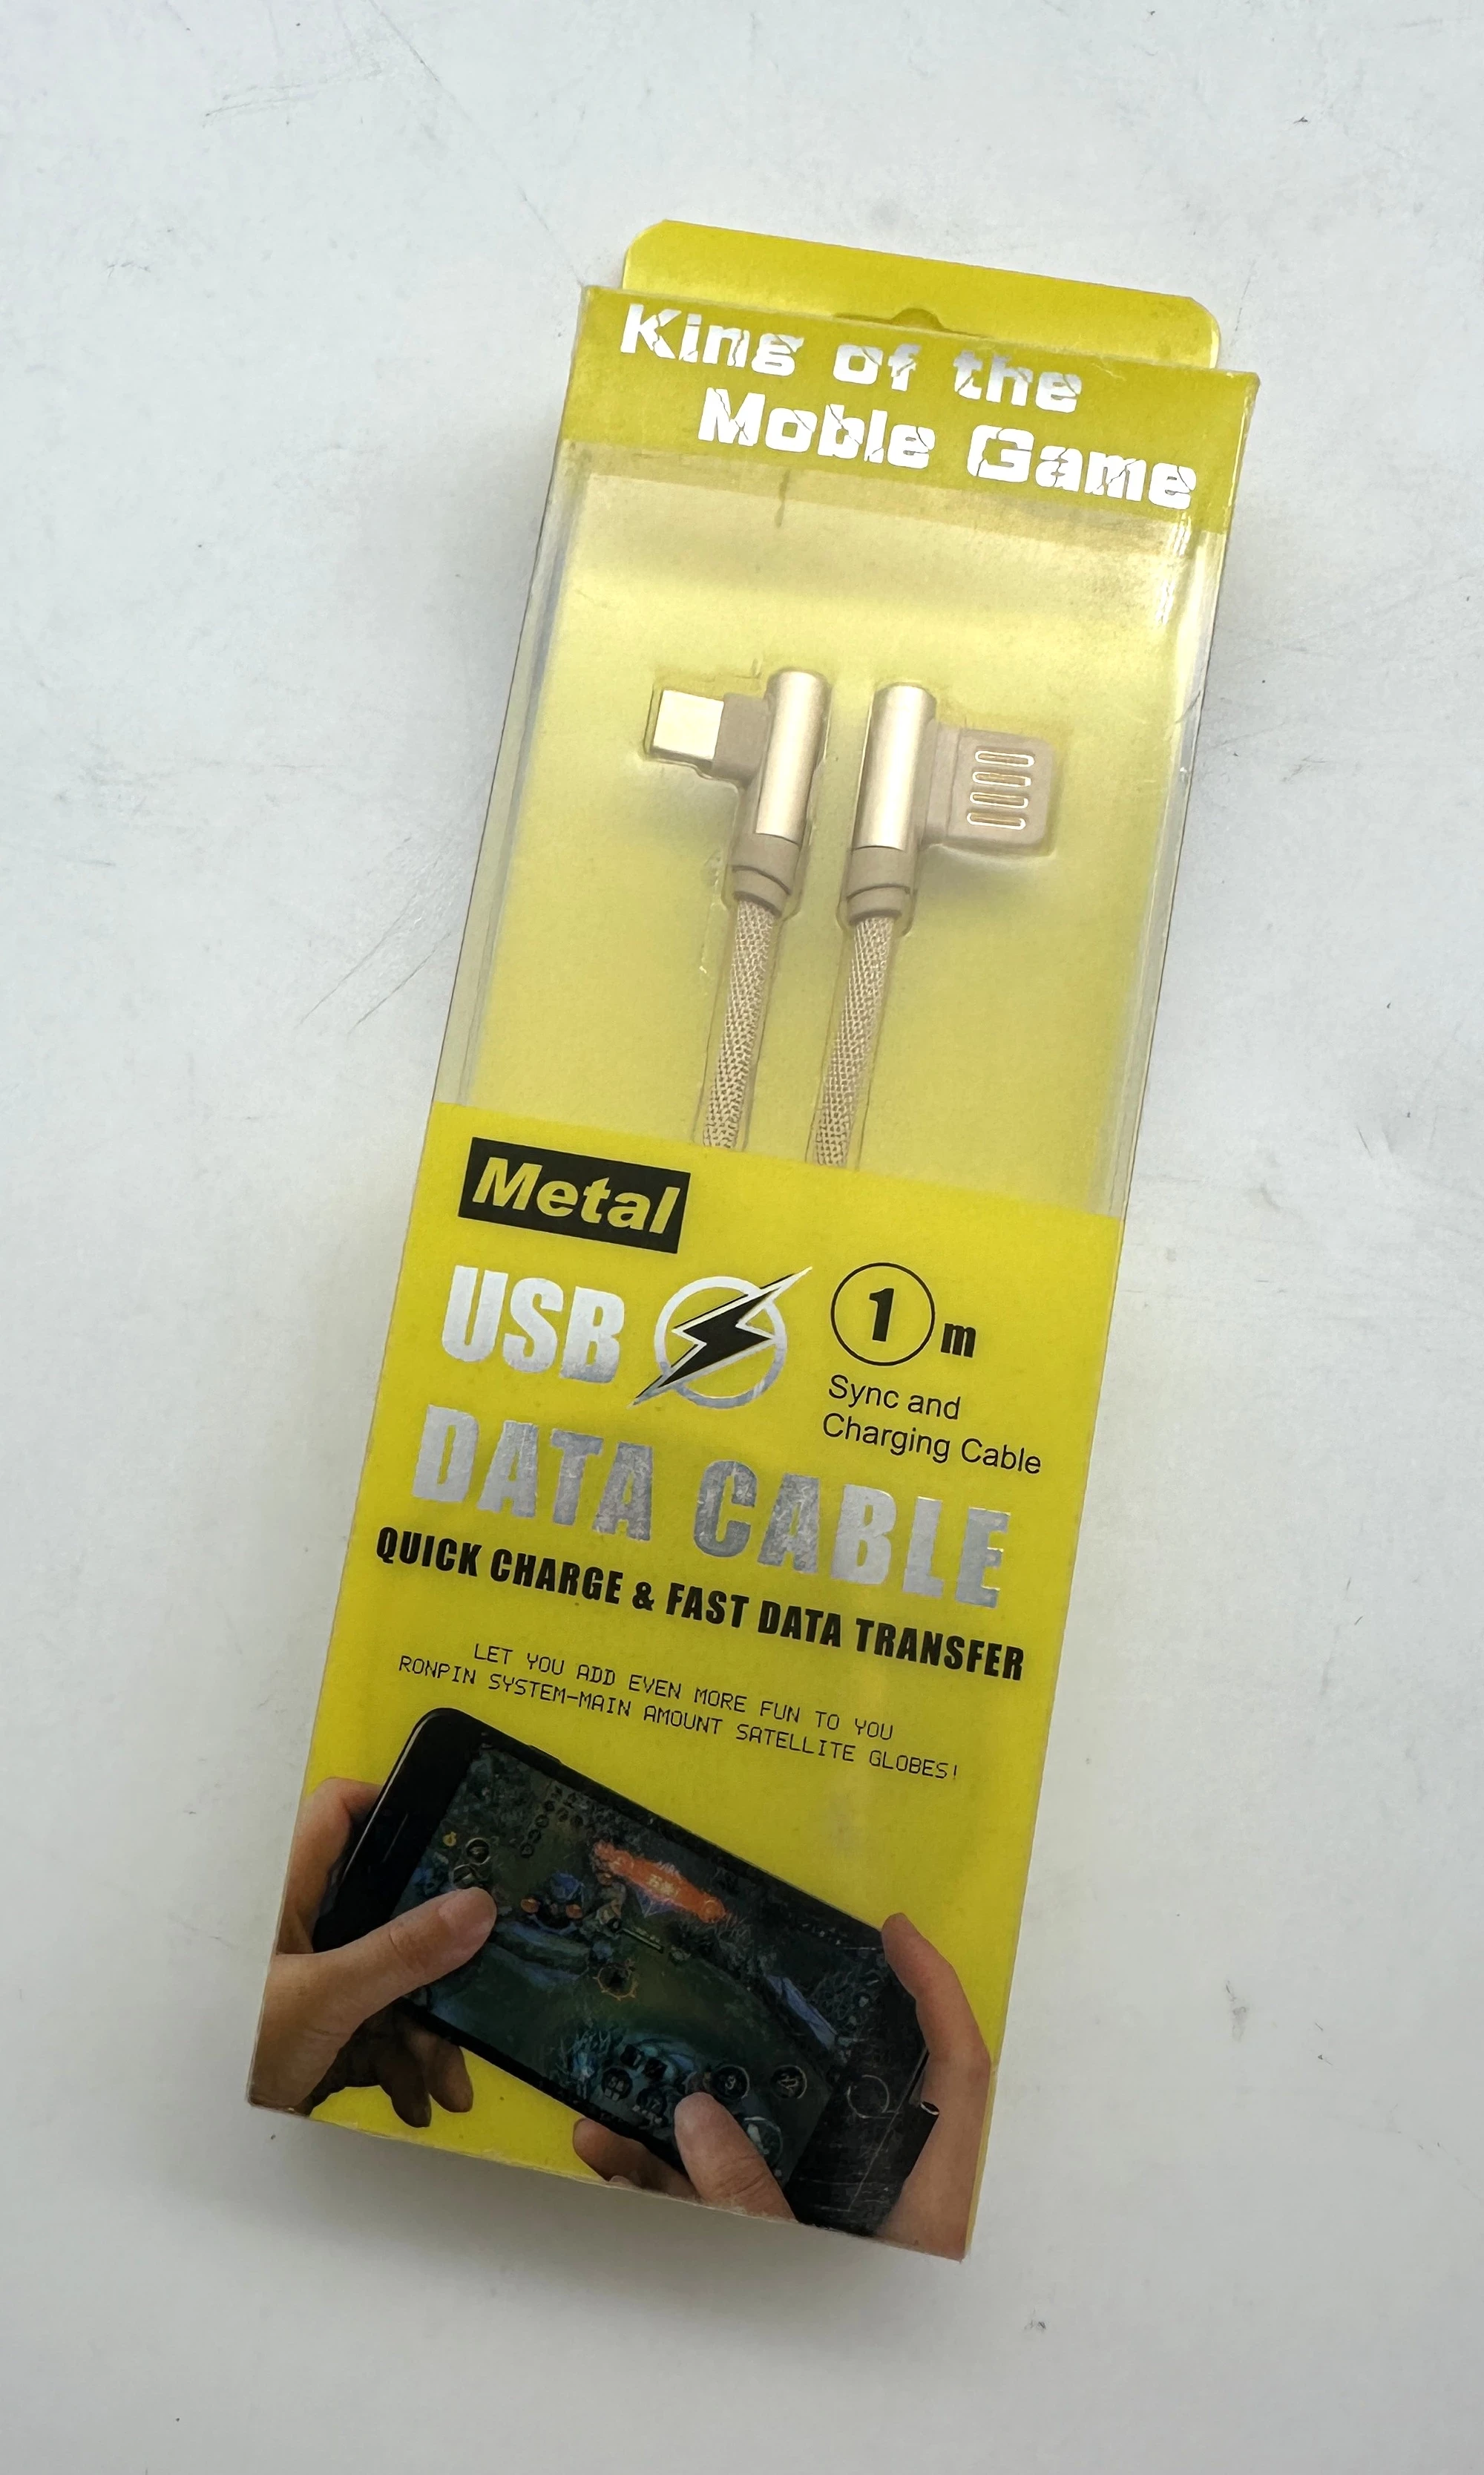 King of the
Moble Game
Metal
USB
1 m
Sync and
Charging Cable
DATA CABLE
QUICK CHARGE & FAST DATA TRANSFER
LET YOU ADD EVEN MORE FUN TO YOU
RONPIN SYSTEM-MAIN AMOUNT SATELLITE GLOBES!